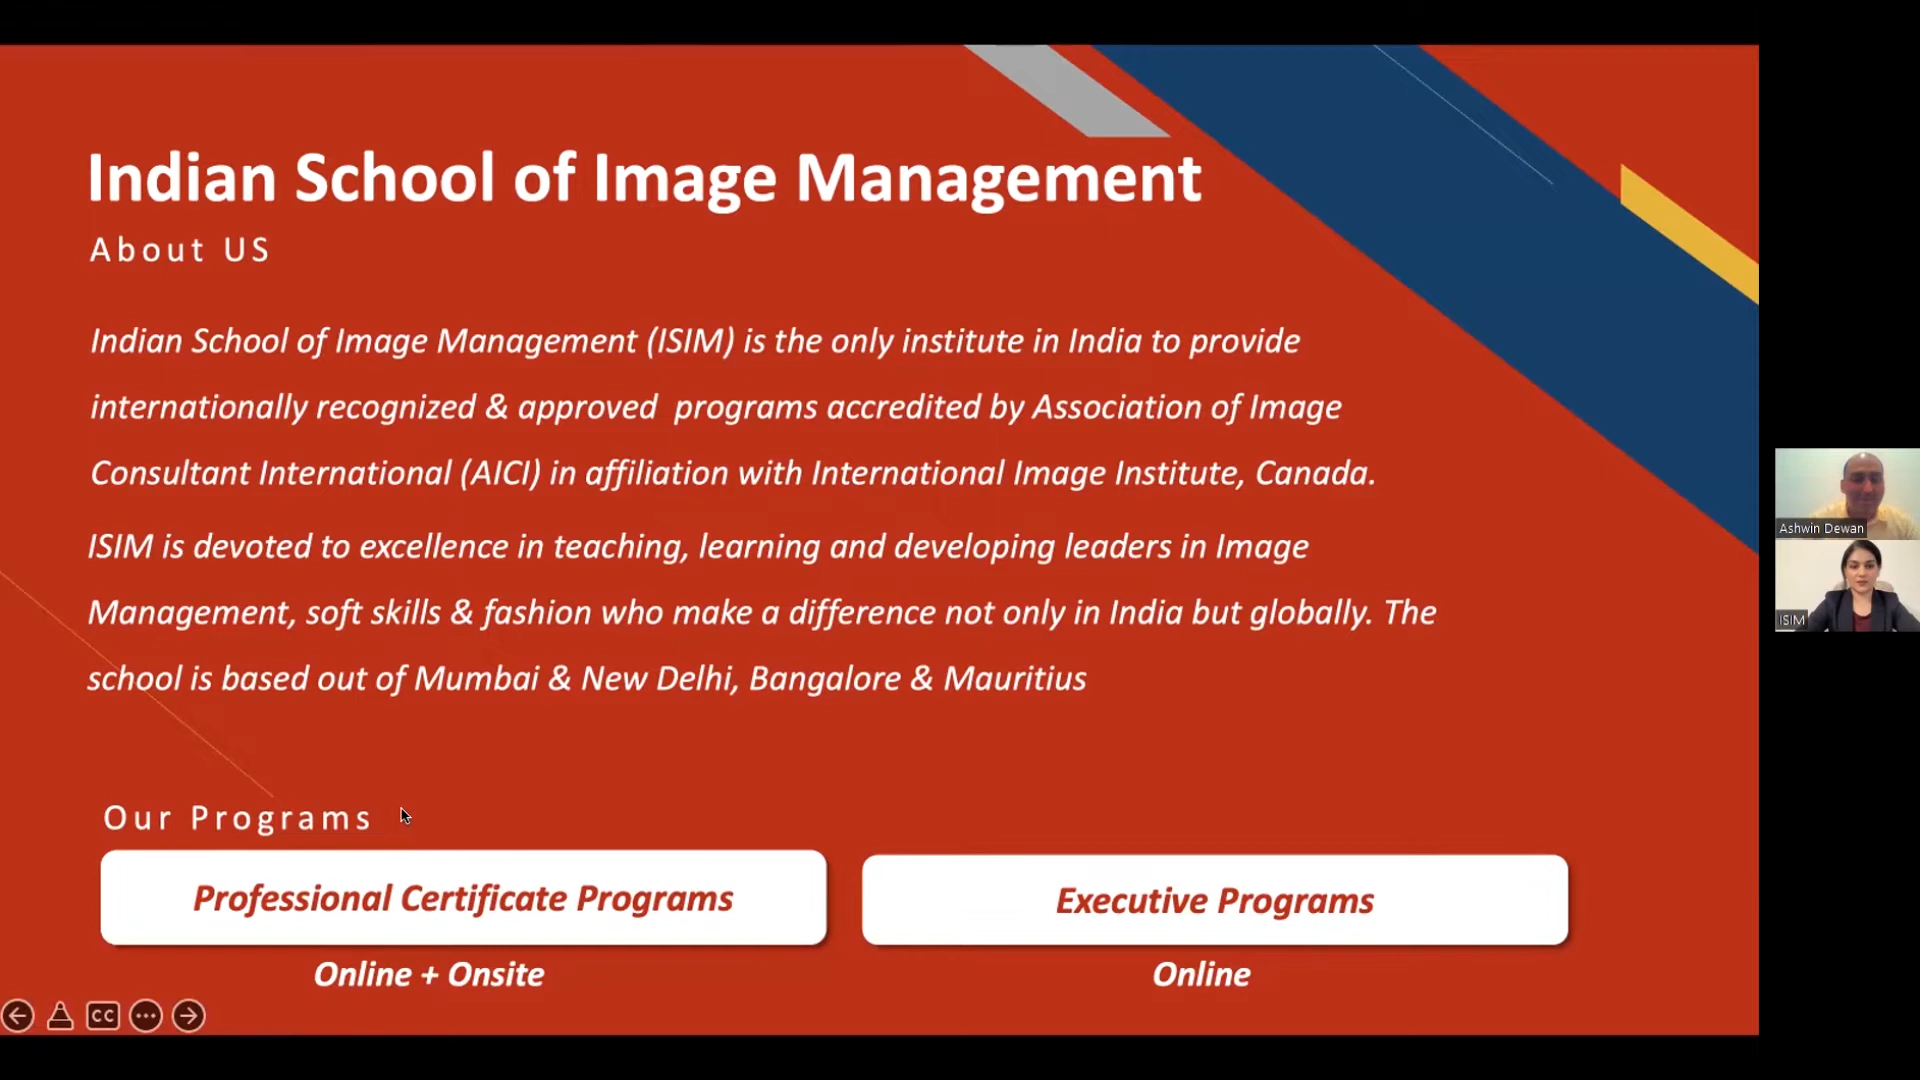 Indian School of Image Management
About US
Indian School of Image Management (ISIM) is the only institute in India to provide
internationally recognized & approved programs accredited by Association of Image
Consultant International (AICI) in affiliation with International Image Institute, Canada.
ISIM is devoted to excellence in teaching, learning and developing leaders in Image
Management, soft skills & fashion who make a difference not only in India but globally. The
school is based out of Mumbai & New Delhi, Bangalore & Mauritius
Our Programs
Professional Certificate Programs
Executive Programs
Online + Onsite
Online
CC
Ashwin Dewan
ISIM